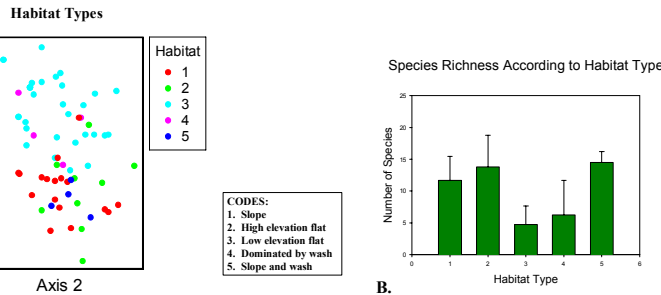 Habitat Types
Habitat
1
2
3
4
5
Axis 2
CODES:
1. Slope
2. High elevation flat
3. Low elevation flat
4. Dominated by wash
5. Slope and wash
Species Richness According to Habitat Type
Number of Species
25
20
15
10
5
0
0 1 2 3 4 5 6
Habitat Type
B.